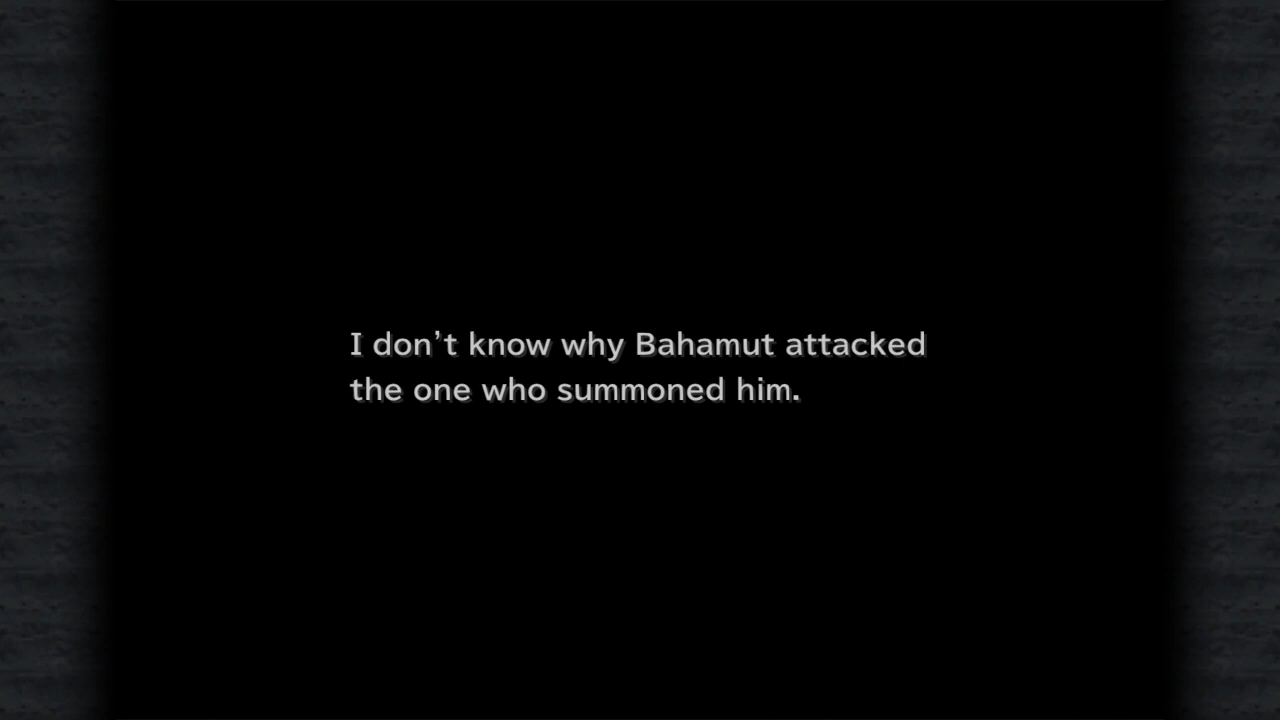 I don’t know why Bahamut attacked
the one who summoned him.